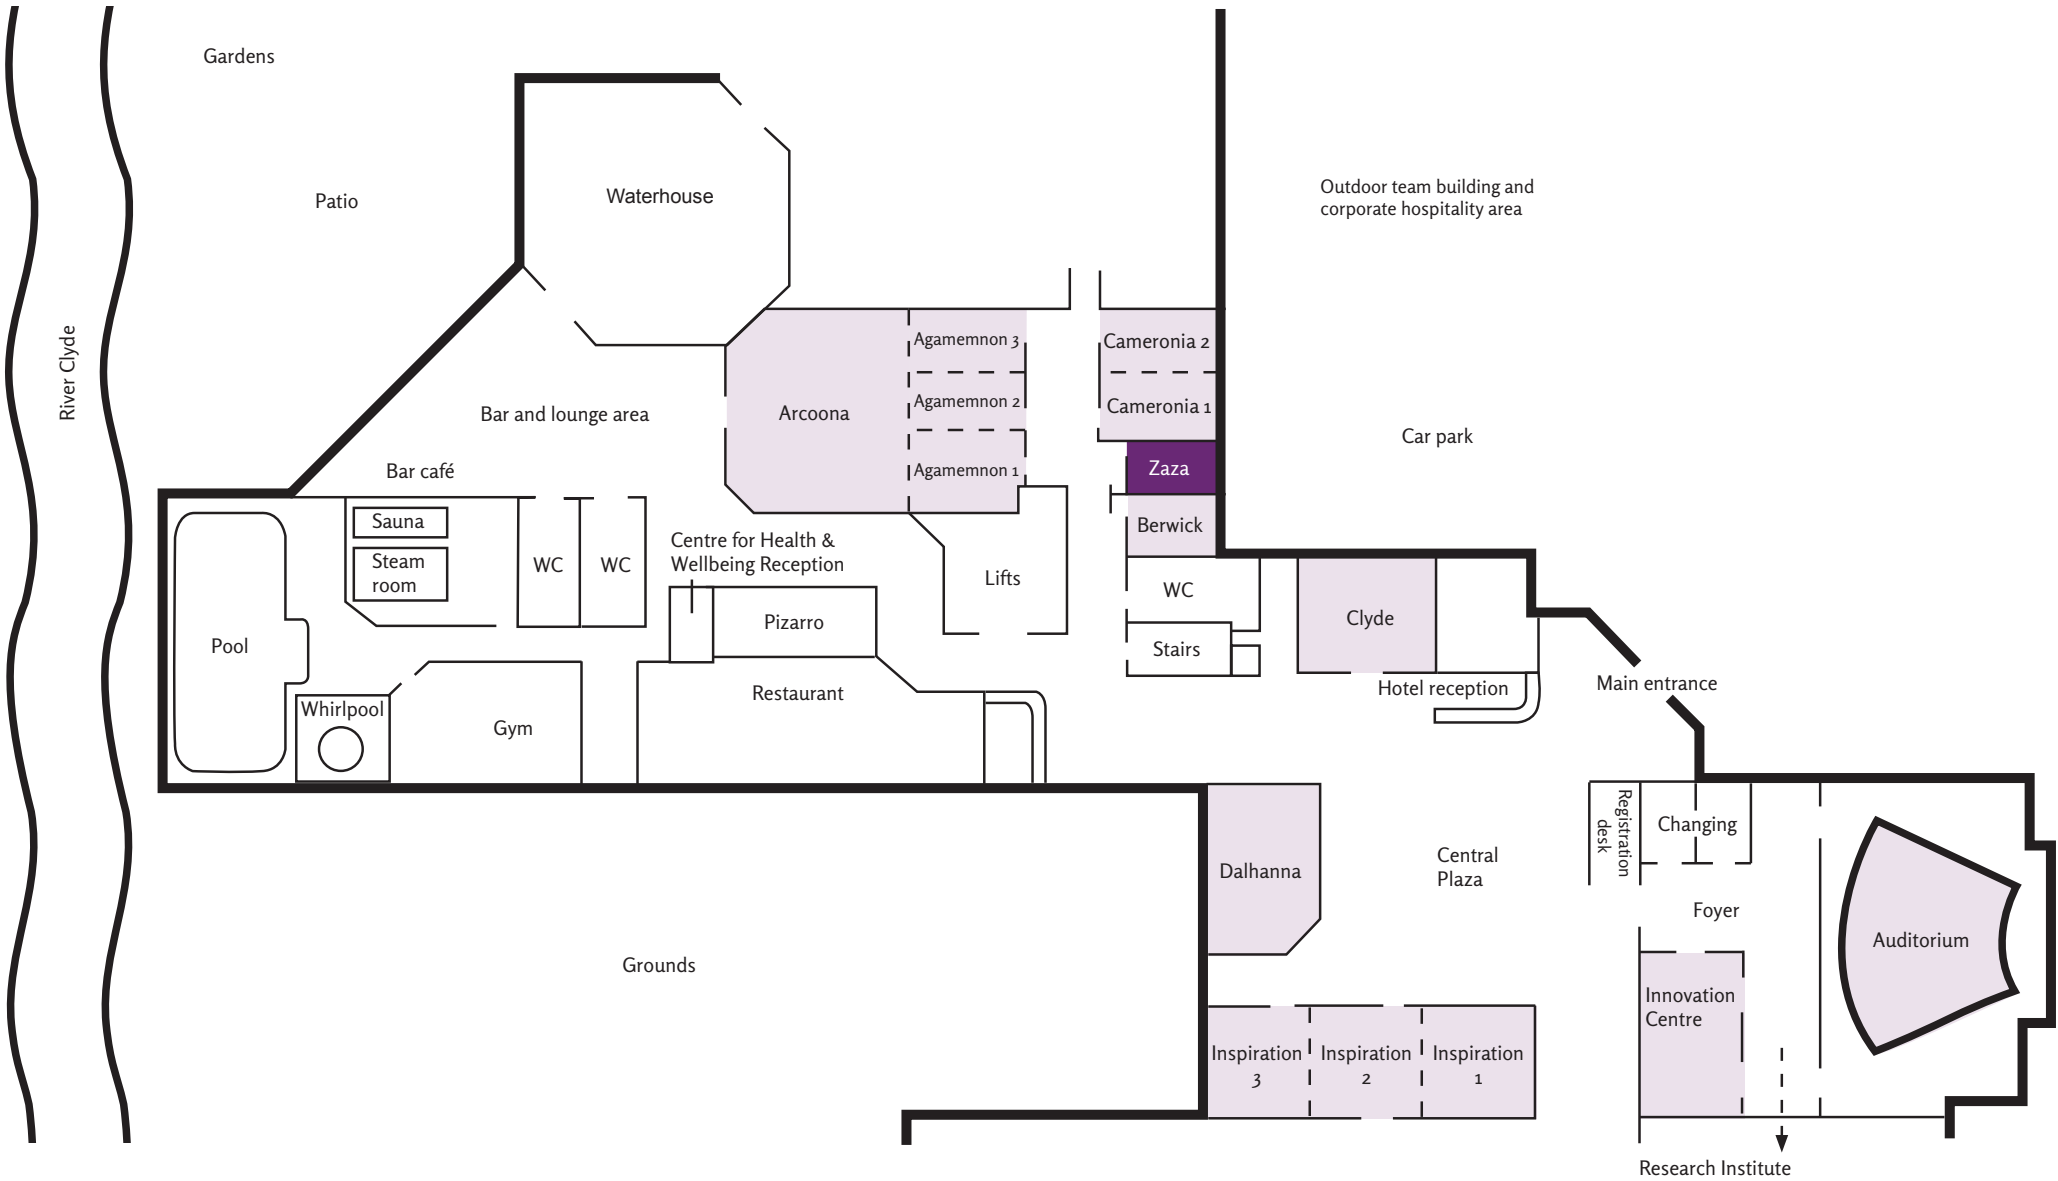 Gardens
Patio
River Clyde
Waterhouse
Outdoor team building and
corporate hospitality area
Car park
Bar and lounge area
Bar café
Arcoona
Agamemnon 3
Agamemnon 2
Agamemnon 1
Cameronia 2
Cameronia 1
Zaza
Berwick
WC
Stairs
Clyde
Hotel reception
Main entrance
Sauna
Steam
room
WC
WC
Centre for Health &
Wellbeing Reception
Pizarro
Lifts
Pool
Whirlpool
Gym
Restaurant
Grounds
Dalhanna
Central
Plaza
Registration
desk
Changing
Foyer
Auditorium
Innovation
Centre
Inspiration
3
Inspiration
2
Inspiration
1
Research Institute